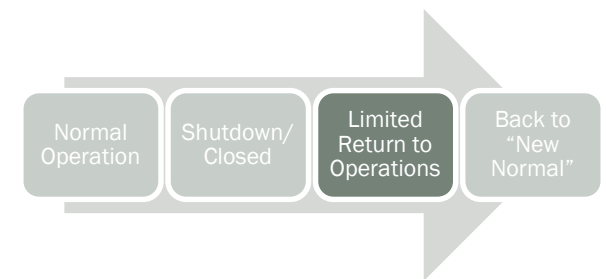 Normal
Operation
Shutdown/
Closed
Limited
Return to
Operations
Back to
“New
Normal”